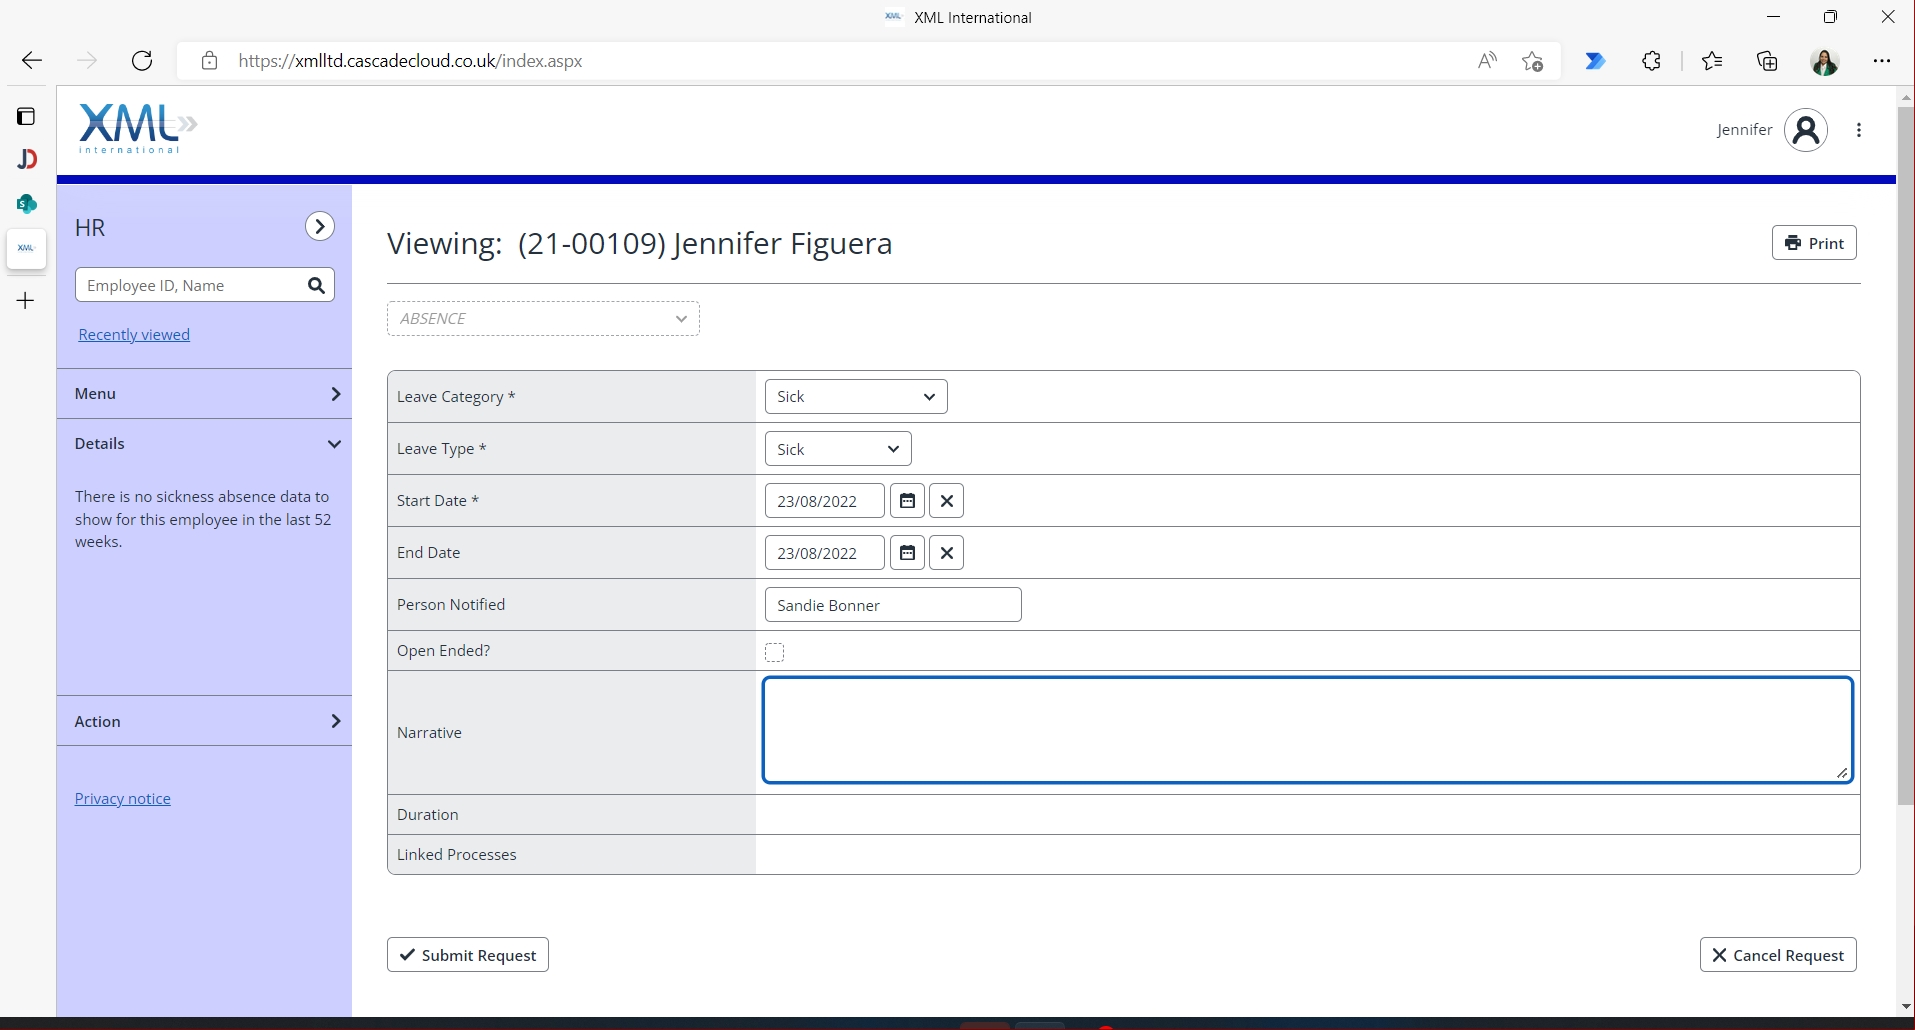 XML International
https://xmlltd.cascadecloud.co.uk/index.aspx
XML
international
Jennifer
HR
Employee ID, Name
Recently viewed
Menu
Details
There is no sickness absence data to
show for this employee in the last 52
weeks.
Action
Privacy notice
Viewing: (21-00109) Jennifer Figuera
Print
ABSENCE
Leave Category *
Sick
Leave Type *
Sick
Start Date *
23/08/2022
End Date
23/08/2022
Person Notified
Sandie Bonner
Open Ended?
Narrative
Duration
Linked Processes
Submit Request
Cancel Request